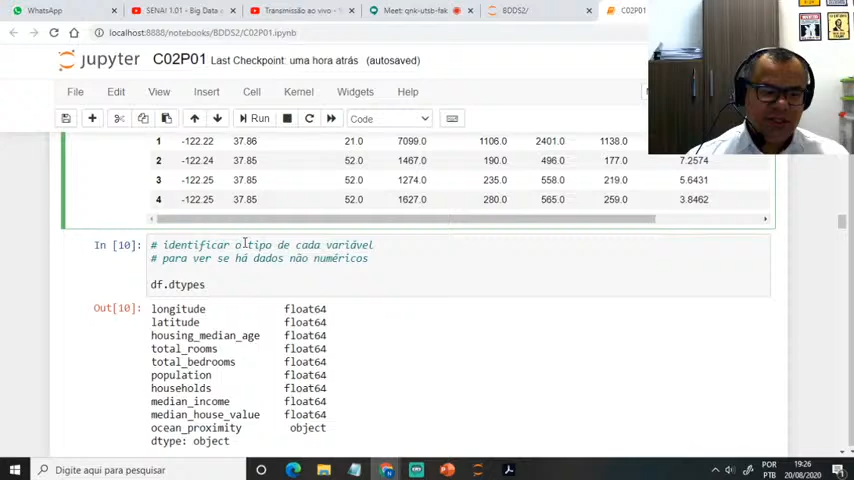 WhatsApp
SENAI 1.01 - Big Data e
Transmissão ao vivo - Y
Meet: qnk-utsb-fak
BDDS2/
C02P01
localhost:8888/notebooks/BDDS2/C02P01.ipynb
jupyter C02P01 Last Checkpoint: uma hora atrás (autosaved)
File Edit View Insert Cell Kernel Widgets Help
Run Code
1 -122.22 37.86 21.0 7099.0 1106.0 2401.0 1138.0
2 -122.24 37.85 52.0 1467.0 190.0 496.0 177.0 7.2574
3 -122.25 37.85 52.0 1274.0 235.0 558.0 219.0 5.6431
4 -122.25 37.85 52.0 1627.0 280.0 565.0 259.0 3.8462
In [10]: # identificar o tipo de cada variável
# para ver se há dados não numéricos
df.dtypes
Out[10]: longitude float64
latitude float64
housing_median_age float64
total_rooms float64
total_bedrooms float64
population float64
households float64
median_income float64
median_house_value float64
ocean_proximity object
dtype: object
Digite aqui para pesquisar
POR
PTB
19:26
20/08/2020